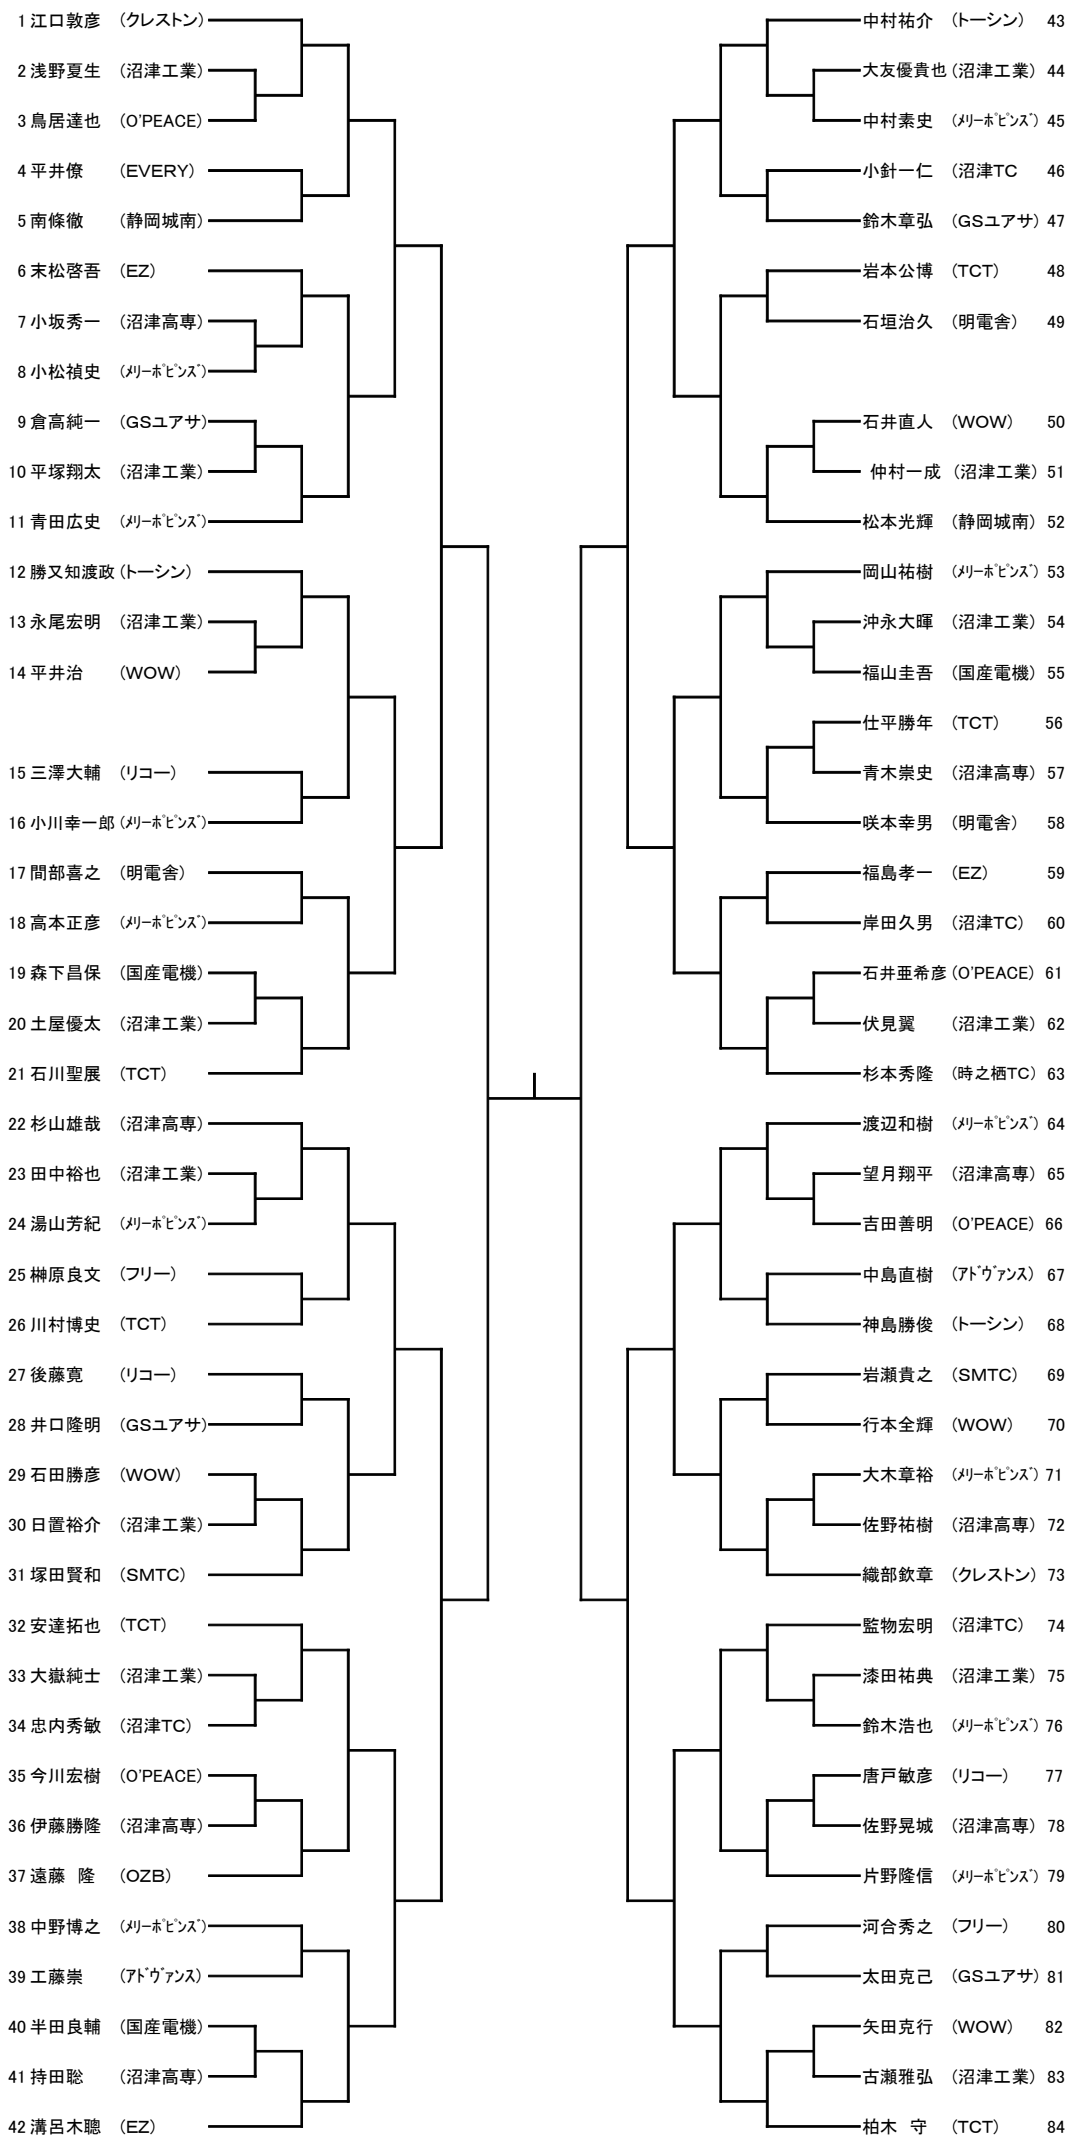 1 江口敦彦 (クレストン)
2 浅野夏生 (沼津工業)
3 鳥居達也 (O'PEACE)
4 平井僚 (EVERY)
5 南條徹 (静岡城南)
6 末松啓吾 (EZ)
7 小坂秀一 (沼津高専)
8 小松禎史 (ﾒﾘｰﾎﾟﾋﾟﾝｽﾞ)
9 倉高純一 (GSユアサ)
10 平塚翔太 (沼津工業)
11 青田広史 (ﾒﾘｰﾎﾟﾋﾟﾝｽﾞ)
12 勝又知渡政 (トーシン)
13 永尾宏明 (沼津工業)
14 平井治 (WOW)
15 三澤大輔 (リコー)
16 小川幸一郎 (ﾒﾘｰﾎﾟﾋﾟﾝｽﾞ)
17 間部喜之 (明電舎)
18 高本正彦 (ﾒﾘｰﾎﾟﾋﾟﾝｽﾞ)
19 森下昌保 (国産電機)
20 土屋優太 (沼津工業)
21 石川聖展 (TCT)
22 杉山雄哉 (沼津高専)
23 田中裕也 (沼津工業)
24 湯山芳紀 (ﾒﾘｰﾎﾟﾋﾟﾝｽﾞ)
25 榊原良文 (フリー)
26 川村博史 (TCT)
27 後藤寛 (リコー)
28 井口隆明 (GSユアサ)
29 石田勝彦 (WOW)
30 日置裕介 (沼津工業)
31 塚田賢和 (SMTC)
32 安達拓也 (TCT)
33 大嶽純士 (沼津工業)
34 忠内秀敏 (沼津TC)
35 今川宏樹 (O'PEACE)
36 伊藤勝隆 (沼津高専)
37 遠藤 隆 (OZB)
38 中野博之 (ﾒﾘｰﾎﾟﾋﾟﾝｽﾞ)
39 工藤崇 (ｱﾄﾞｳﾞｧﾝｽ)
40 半田良輔 (国産電機)
41 持田聡 (沼津高専)
42 溝呂木聰 (EZ)
中村祐介 (トーシン) 43
大友優貴也 (沼津工業) 44
中村素史 (ﾒﾘｰﾎﾟﾋﾟﾝｽﾞ) 45
小針一仁 (沼津TC 46
鈴木章弘 (GSユアサ) 47
岩本公博 (TCT) 48
石垣治久 (明電舎) 49
石井直人 (WOW) 50
仲村一成 (沼津工業) 51
松本光輝 (静岡城南) 52
岡山祐樹 (ﾒﾘｰﾎﾟﾋﾟﾝｽﾞ) 53
沖永大暉 (沼津工業) 54
福山圭吾 (国産電機) 55
仕平勝年 (TCT) 56
青木崇史 (沼津高専) 57
咲本幸男 (明電舎) 58
福島孝一 (EZ) 59
岸田久男 (沼津TC) 60
石井亜希彦 (O'PEACE) 61
伏見翼 (沼津工業) 62
杉本秀隆 (時之栖TC) 63
渡辺和樹 (ﾒﾘｰﾎﾟﾋﾟﾝｽﾞ) 64
望月翔平 (沼津高専) 65
吉田善明 (O'PEACE) 66
中島直樹 (ｱﾄﾞｳﾞｧﾝｽ) 67
神島勝俊 (トーシン) 68
岩瀬貴之 (SMTC) 69
行本全輝 (WOW) 70
大木章裕 (ﾒﾘｰﾎﾟﾋﾟﾝｽﾞ) 71
佐野祐樹 (沼津高専) 72
織部欽章 (クレストン) 73
監物宏明 (沼津TC) 74
漆田祐典 (沼津工業) 75
鈴木浩也 (ﾒﾘｰﾎﾟﾋﾟﾝｽﾞ) 76
唐戸敏彦 (リコー) 77
佐野晃城 (沼津高専) 78
片野隆信 (ﾒﾘｰﾎﾟﾋﾟﾝｽﾞ) 79
河合秀之 (フリー) 80
太田克己 (GSユアサ) 81
矢田克行 (WOW) 82
古瀬雅弘 (沼津工業) 83
柏木 守 (TCT) 84